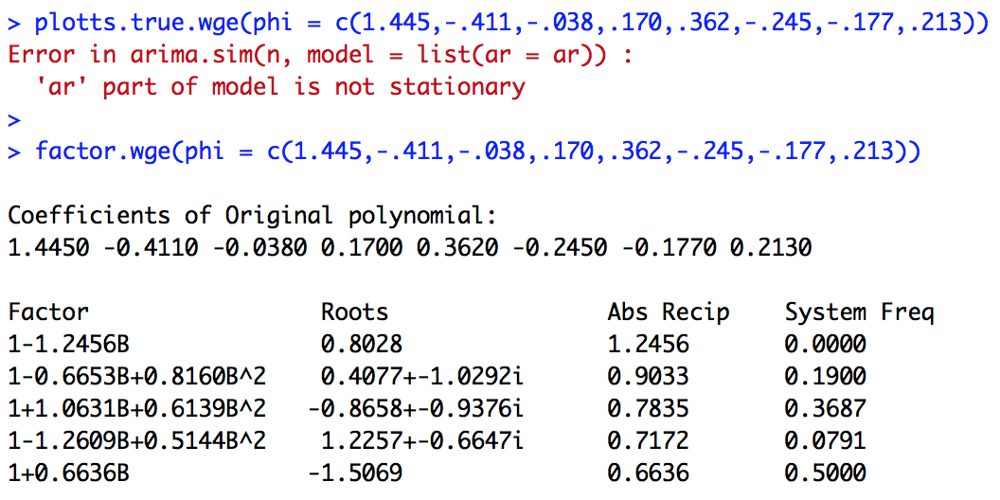 > plotts.true.wge(phi = c(1.445,-.411,-.038,.170,.362,-.245,-.177,.213))
Error in arima.sim(n, model = list(ar = ar)) :
  'ar' part of model is not stationary
>
> factor.wge(phi = c(1.445,-.411,-.038,.170,.362,-.245,-.177,.213))

Coefficients of Original polynomial:
1.4450 -0.4110 -0.0380 0.1700 0.3620 -0.2450 -0.1770 0.2130

Factor                 Roots                Abs Recip    System Freq
1-1.2456B              0.8028               1.2456       0.0000
1-0.6653B+0.8160B^2    0.4077+-1.0292i      0.9033       0.1900
1+1.0631B+0.6139B^2   -0.8658+-0.9376i      0.7835       0.3687
1-1.2609B+0.5144B^2    1.2257+-0.6647i      0.7172       0.0791
1+0.6636B             -1.5069               0.6636       0.5000